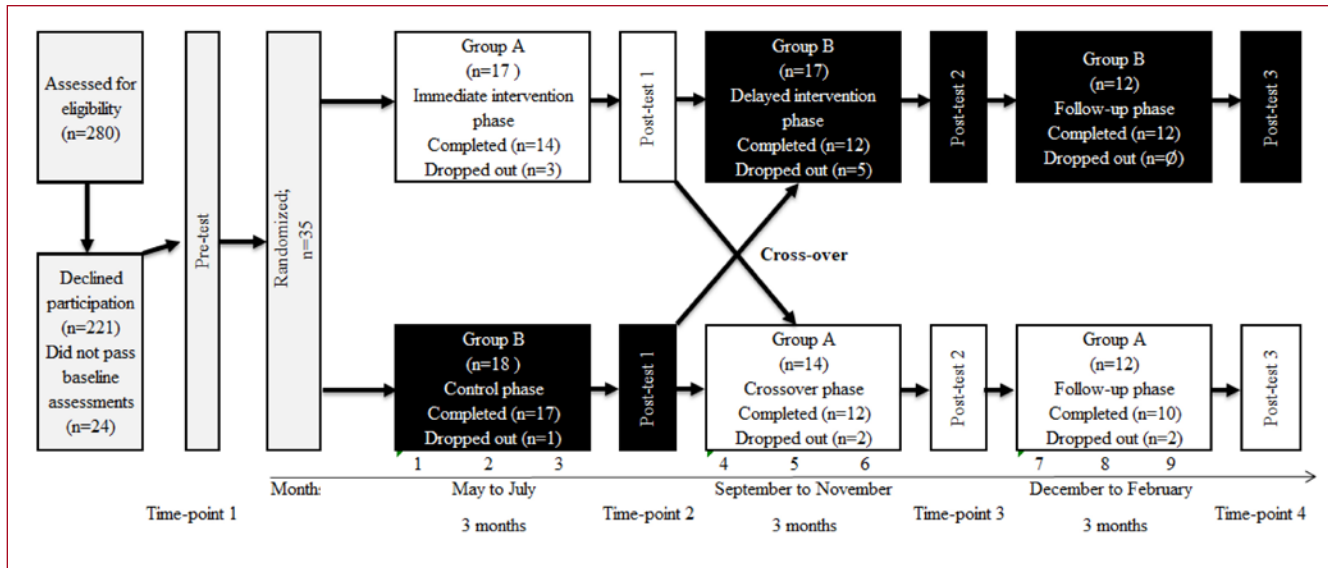 Assessed for
eligibility
(n=280)
Declined
participation
(n=221)
Did not pass
baseline
assessments
(n=24)
Pre-test
Randomized;
n=35
Group A
(n=17 )
Immediate intervention
phase
Completed (n=14)
Dropped out (n=3)
Post-test 1
Group B
(n=17)
Delayed intervention
phase
Completed (n=12)
Dropped out (n=5)
Post-test 2
Group B
(n=12)
Follow-up phase
Completed (n=12)
Dropped out (n=Ø)
Post-test 3
Cross-over
Group B
(n=18 )
Control phase
Completed (n=17)
Dropped out (n=1)
Post-test 1
Group A
(n=14)
Crossover phase
Completed (n=12)
Dropped out (n=2)
Post-test 2
Group A
(n=12)
Follow-up phase
Completed (n=10)
Dropped out (n=2)
Post-test 3
1 2 3 4 5 6 7 8 9
Months May to July September to November December to February
Time-point 1 3 months Time-point 2 3 months Time-point 3 3 months Time-point 4